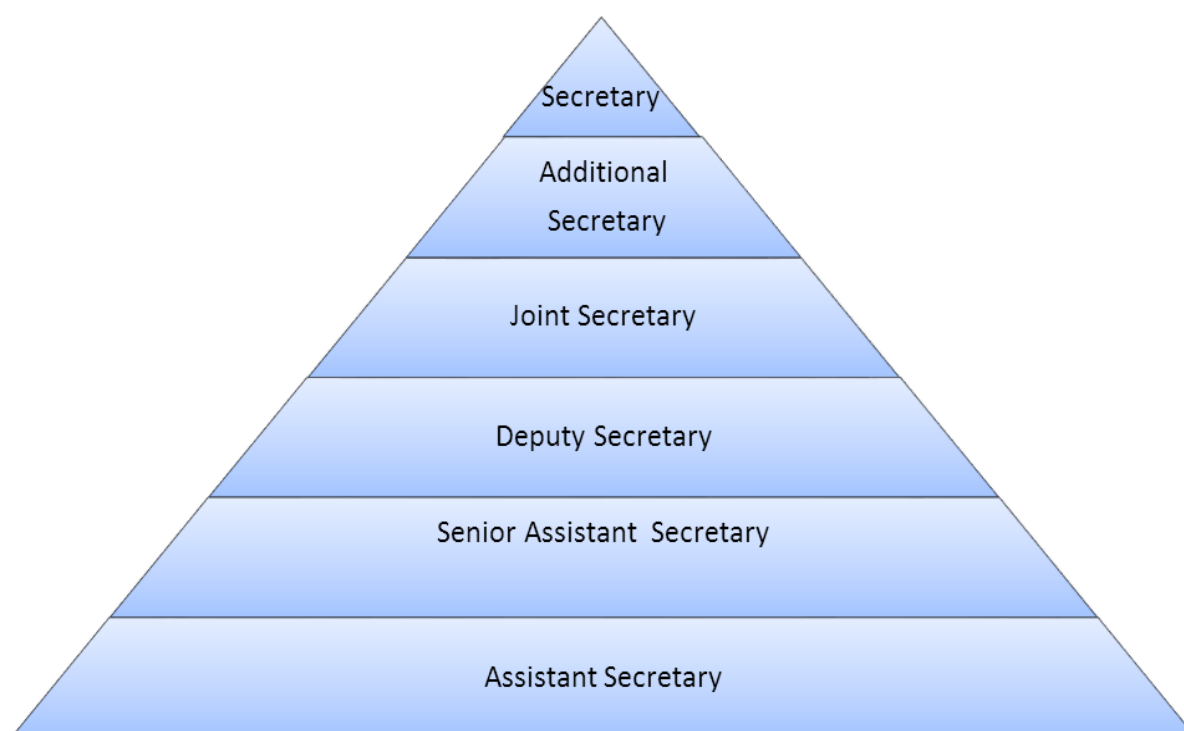 Secretary
Additional
Secretary
Joint Secretary
Deputy Secretary
Senior Assistant  Secretary
Assistant Secretary